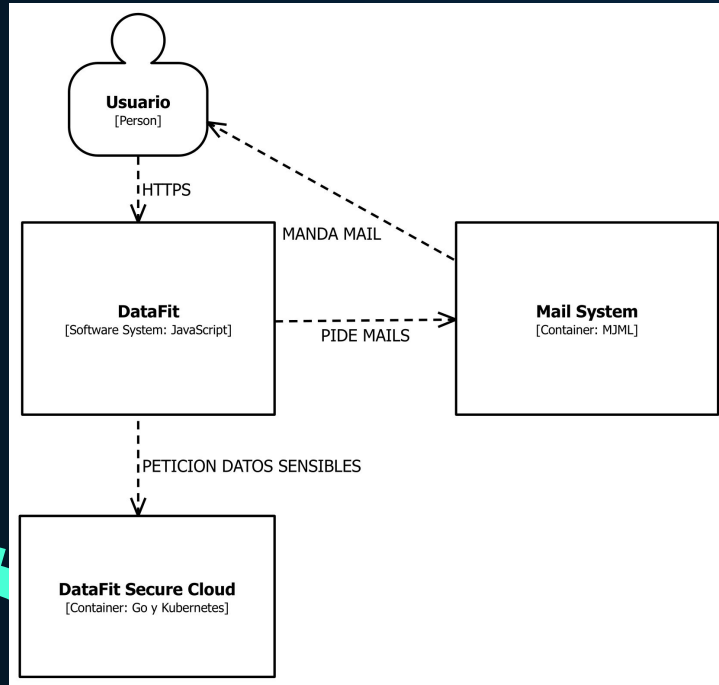 Usuario
[Person]
HTTPS
MANDA MAIL
DataFit
[Software System: JavaScript]
PIDE MAILS
Mail System
[Container: MJML]
PETICION DATOS SENSIBLES
DataFit Secure Cloud
[Container: Go y Kubernetes]